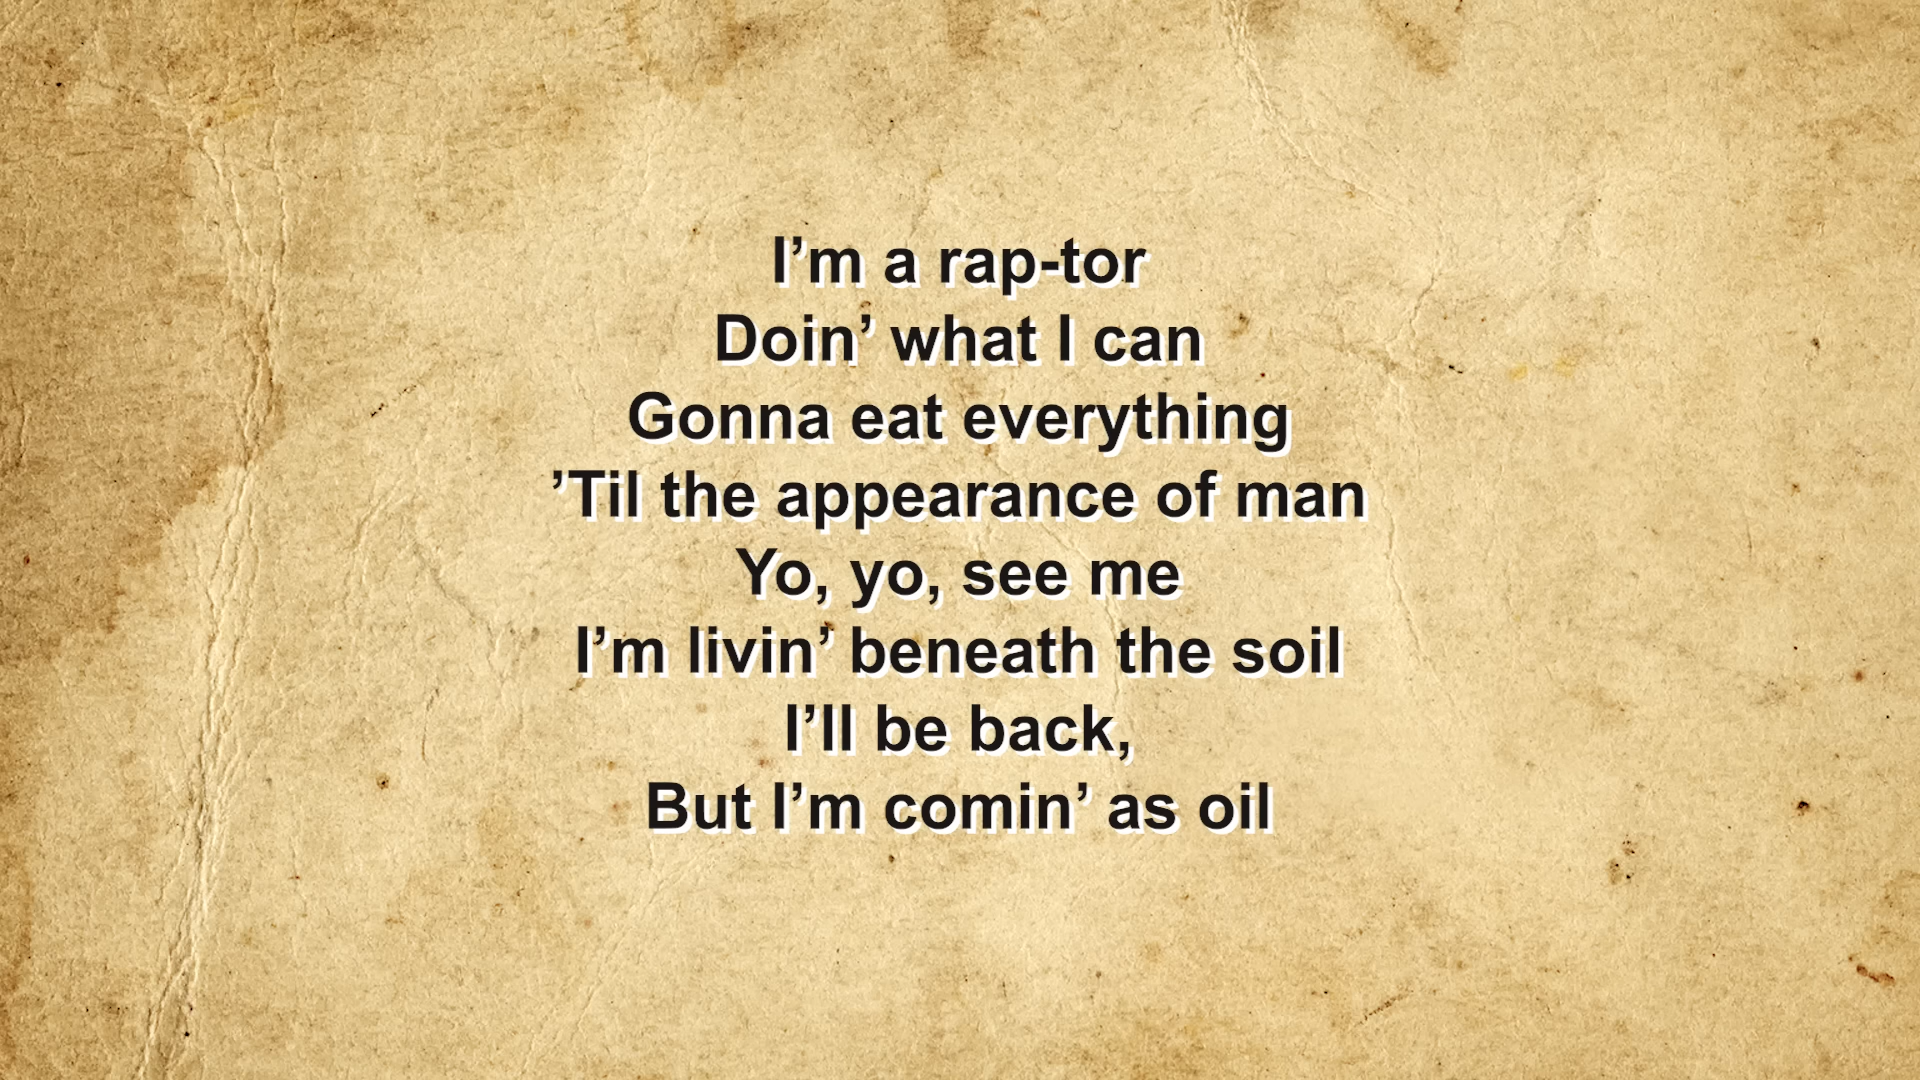 I’m a rap-tor
Doin’ what I can
Gonna eat everything
’Til the appearance of man
Yo, yo, see me
I’m livin’ beneath the soil
I’ll be back,
But I’m comin’ as oil